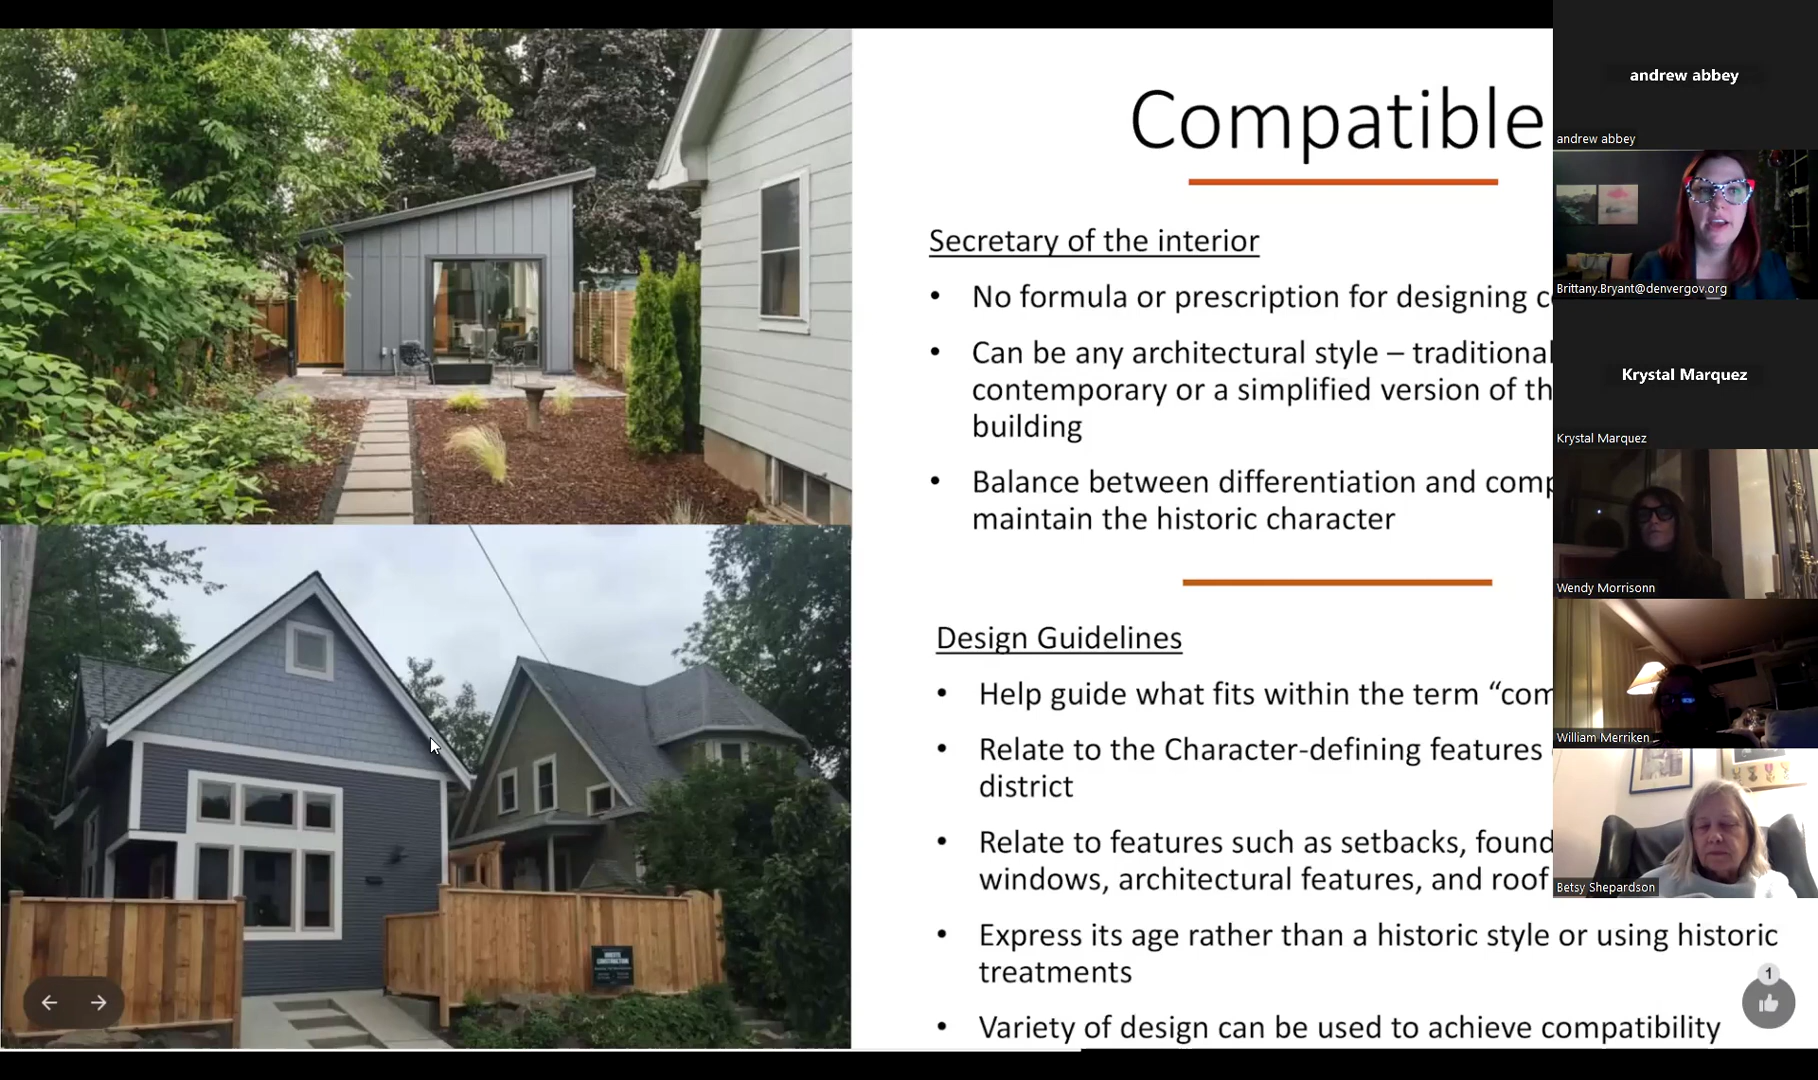 Compatible
Secretary of the interior
• No formula or prescription for designing c
• Can be any architectural style – traditional
contemporary or a simplified version of th
building
• Balance between differentiation and comp
maintain the historic character
Design Guidelines
• Help guide what fits within the term “com
• Relate to the Character-defining features
district
• Relate to features such as setbacks, found
windows, architectural features, and roof
• Express its age rather than a historic style or using historic
treatments
• Variety of design can be used to achieve compatibility
andrew abbey
andrew abbey
Brittany.Bryant@denvergov.org
Krystal Marquez
Krystal Marquez
Wendy Morrisonn
William Merriken
Betsy Shepardson
1